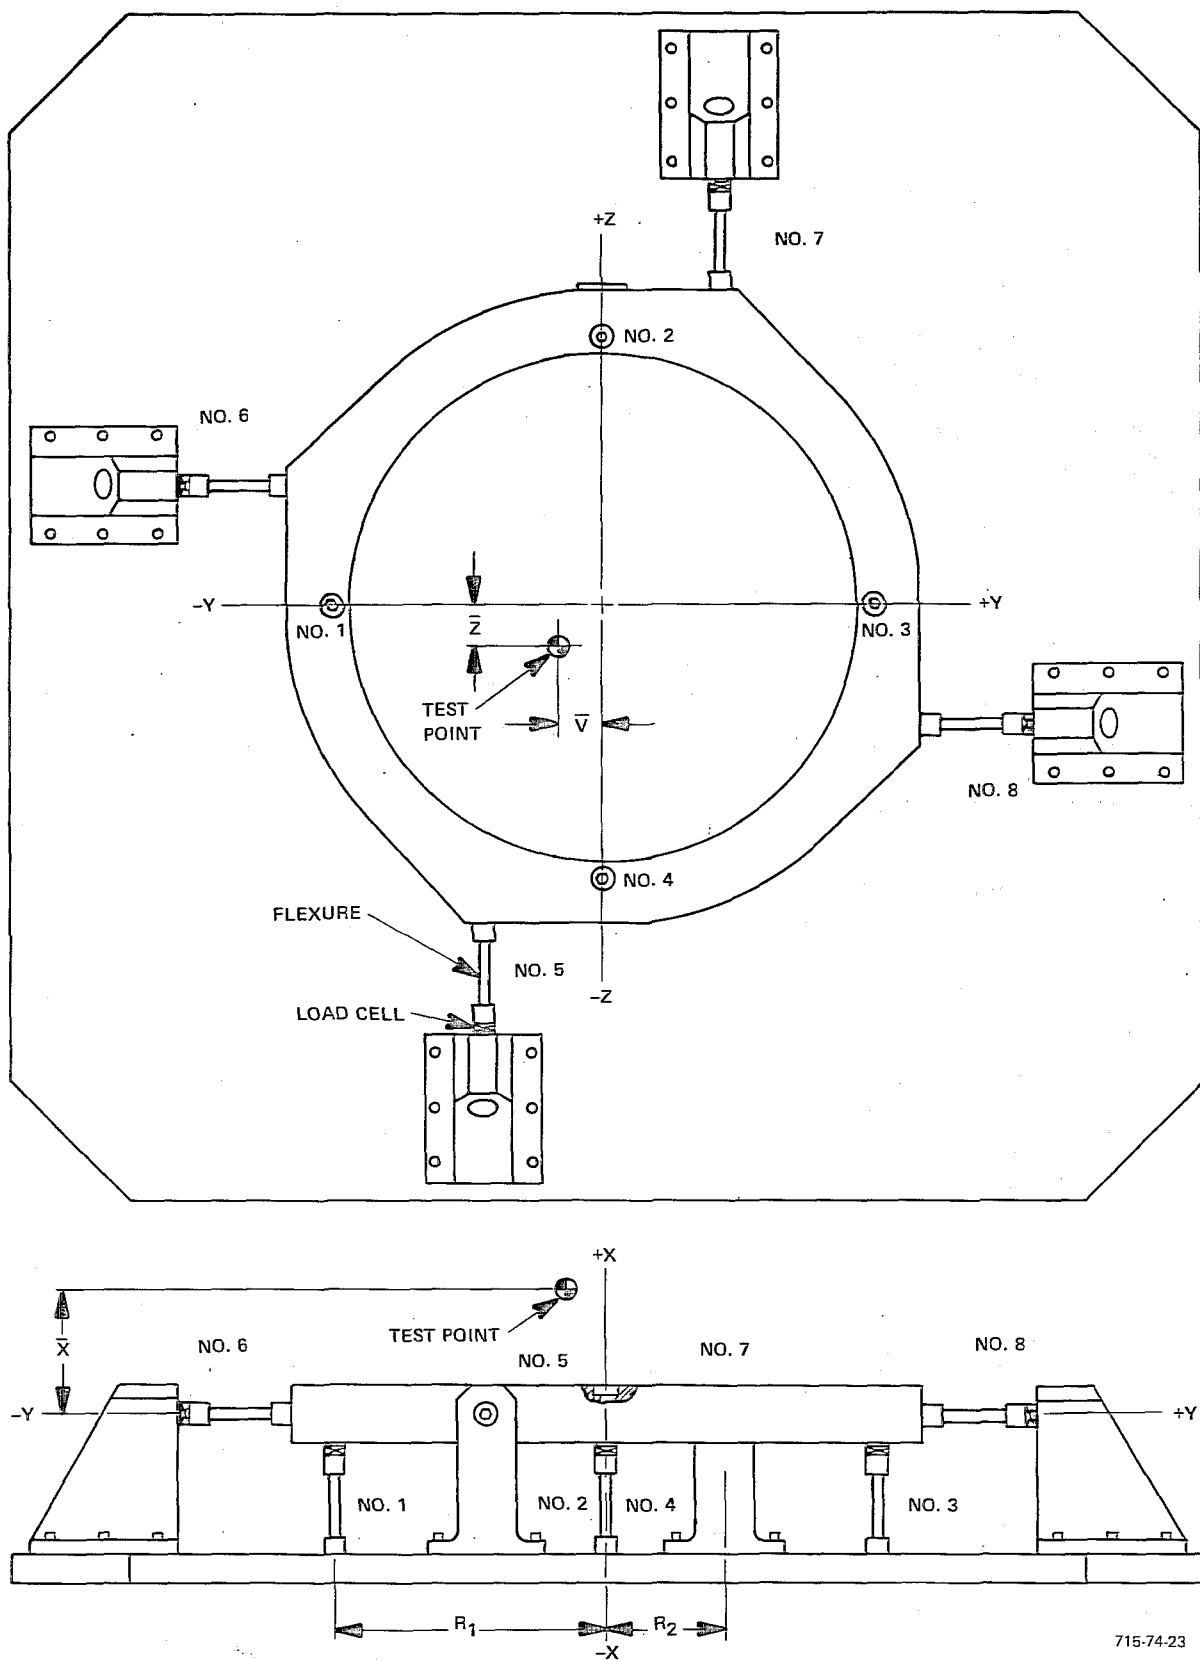 +Z
NO. 7
NO. 2
NO. 6
-Y
+Y
NO. 1
Z̅
NO. 3
TEST
POINT
V̅
NO. 8
NO. 4
FLEXURE
NO. 5
-Z
LOAD CELL
+X
TEST POINT
X̅
NO. 6
NO. 5
NO. 7
NO. 8
-Y
+Y
NO. 1
NO. 2
NO. 4
NO. 3
R1
R2
-X
715-74-23